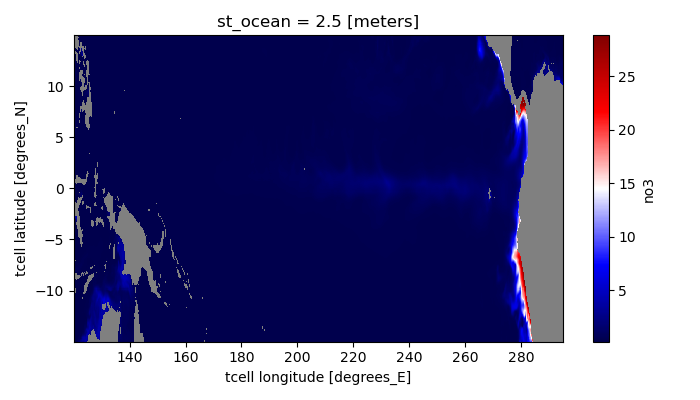 st_ocean = 2.5 [meters]
10
5
0
−5
−10
tcell latitude [degrees_N]
140 160 180 200 220 240 260 280
tcell longitude [degrees_E]
25
20
15
10
5
no3